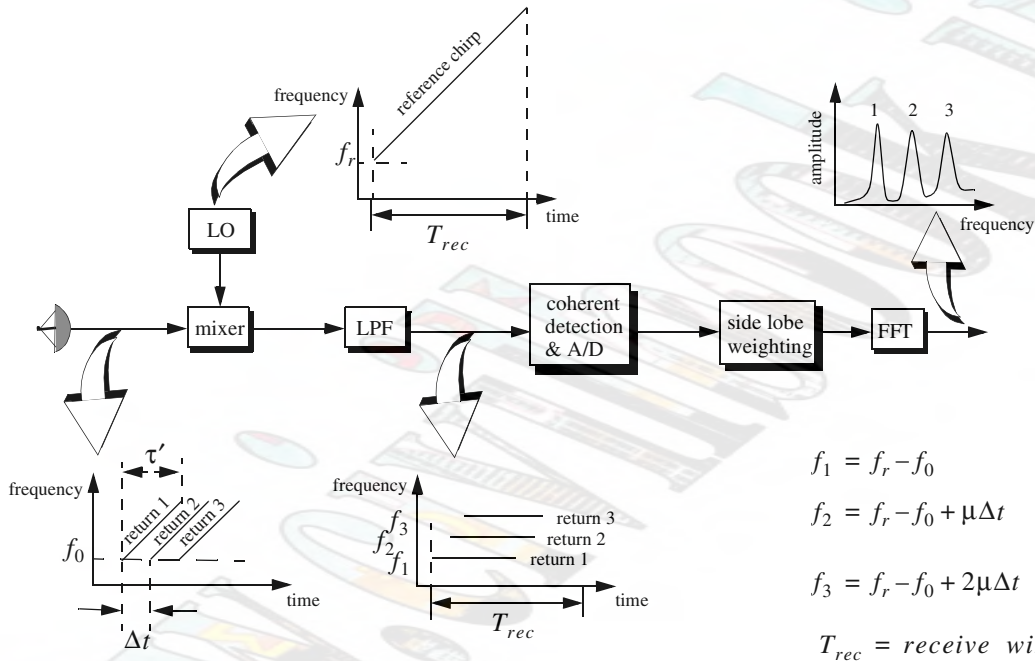 frequency
reference chirp
f_r
time
T_rec
LO
amplitude
1 2 3
frequency
mixer
LPF
coherent
detection
& A/D
side lobe
weighting
FFT
τ′
frequency
return 1
return 2
return 3
f_0
time
Δt
frequency
f_3
f_2
f_1
return 3
return 2
return 1
time
T_rec
f_1 = f_r – f_0
f_2 = f_r – f_0 + μΔt
f_3 = f_r – f_0 + 2μΔt
T_rec = receive wi